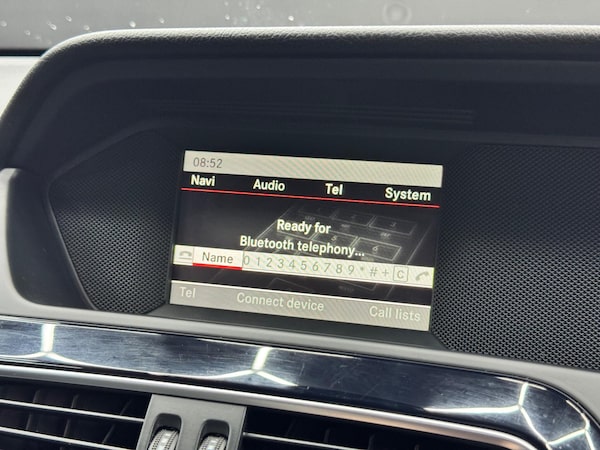 08:52
Navi Audio Tel System
Ready for
Bluetooth telephony...
Name 0 1 2 3 4 5 6 7 8 9 * # + C
Tel Connect device Call lists